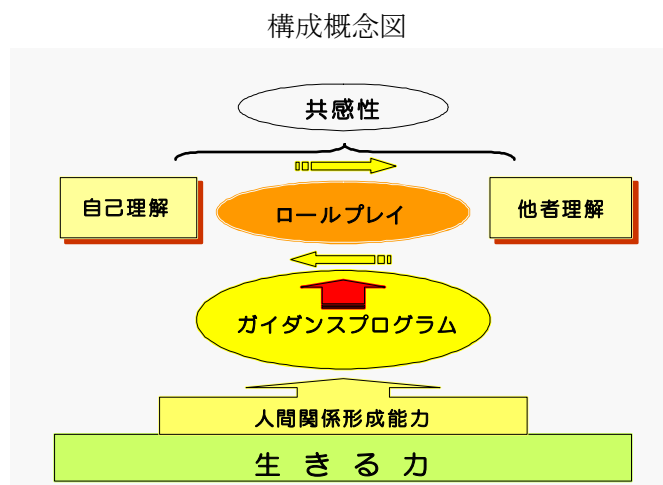 構成概念図
共感性
自己理解
ロールプレイ
他者理解
ガイダンスプログラム
人間関係形成能力
生きる力